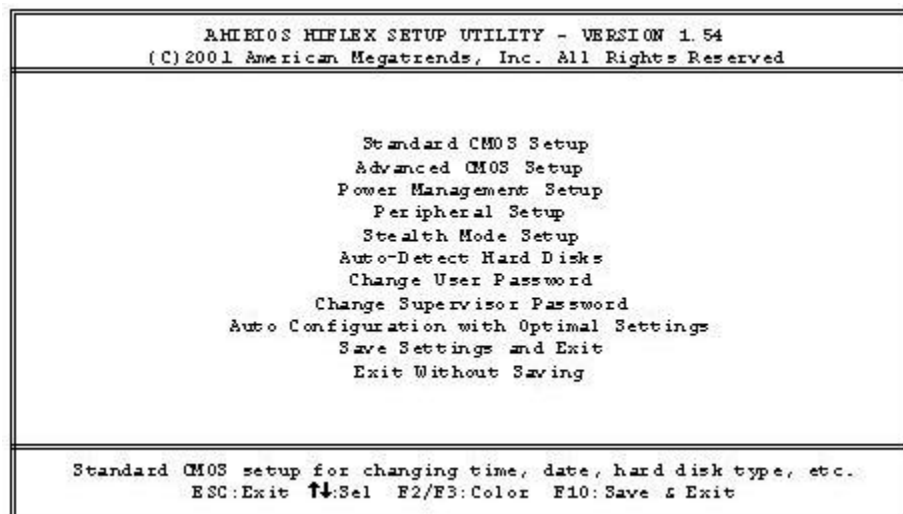 AMIBIOS HIFLEX SETUP UTILITY - VERSION 1.54
(C)2001 American Megatrends, Inc. All Rights Reserved
Standard CMOS Setup
Advanced CMOS Setup
Power Management Setup
Peripheral Setup
Stealth Mode Setup
Auto-Detect Hard Disks
Change User Password
Change Supervisor Password
Auto Configuration with Optimal Settings
Save Settings and Exit
Exit Without Saving
Standard CMOS setup for changing time, date, hard disk type, etc.
ESC:Exit ↑↓:Sel F2/F3:Color F10:Save & Exit